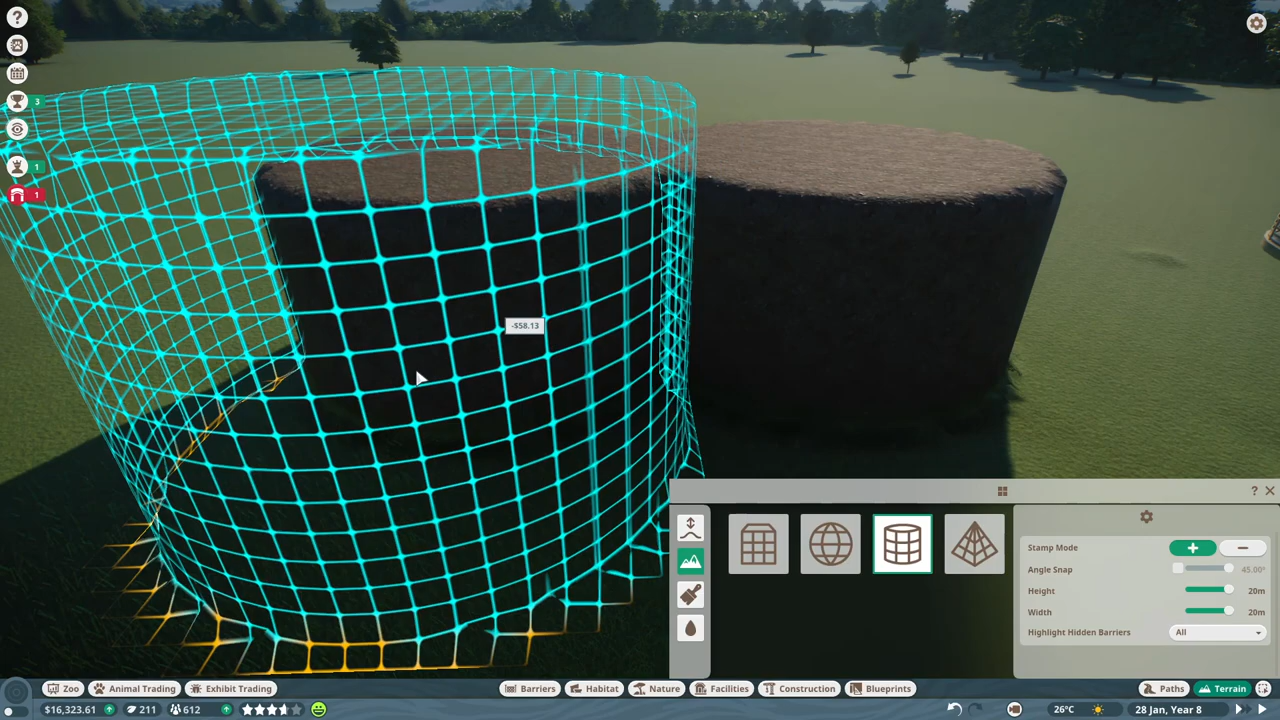 ?
3
1
1
-$58.13
?
Stamp Mode
Angle Snap 45.00°
Height 20m
Width 20m
Highlight Hidden Barriers All
Zoo Animal Trading Exhibit Trading Barriers Habitat Nature Facilities Construction Blueprints Paths Terrain
$16,323.61 211 612 26°C 28 Jan, Year 8